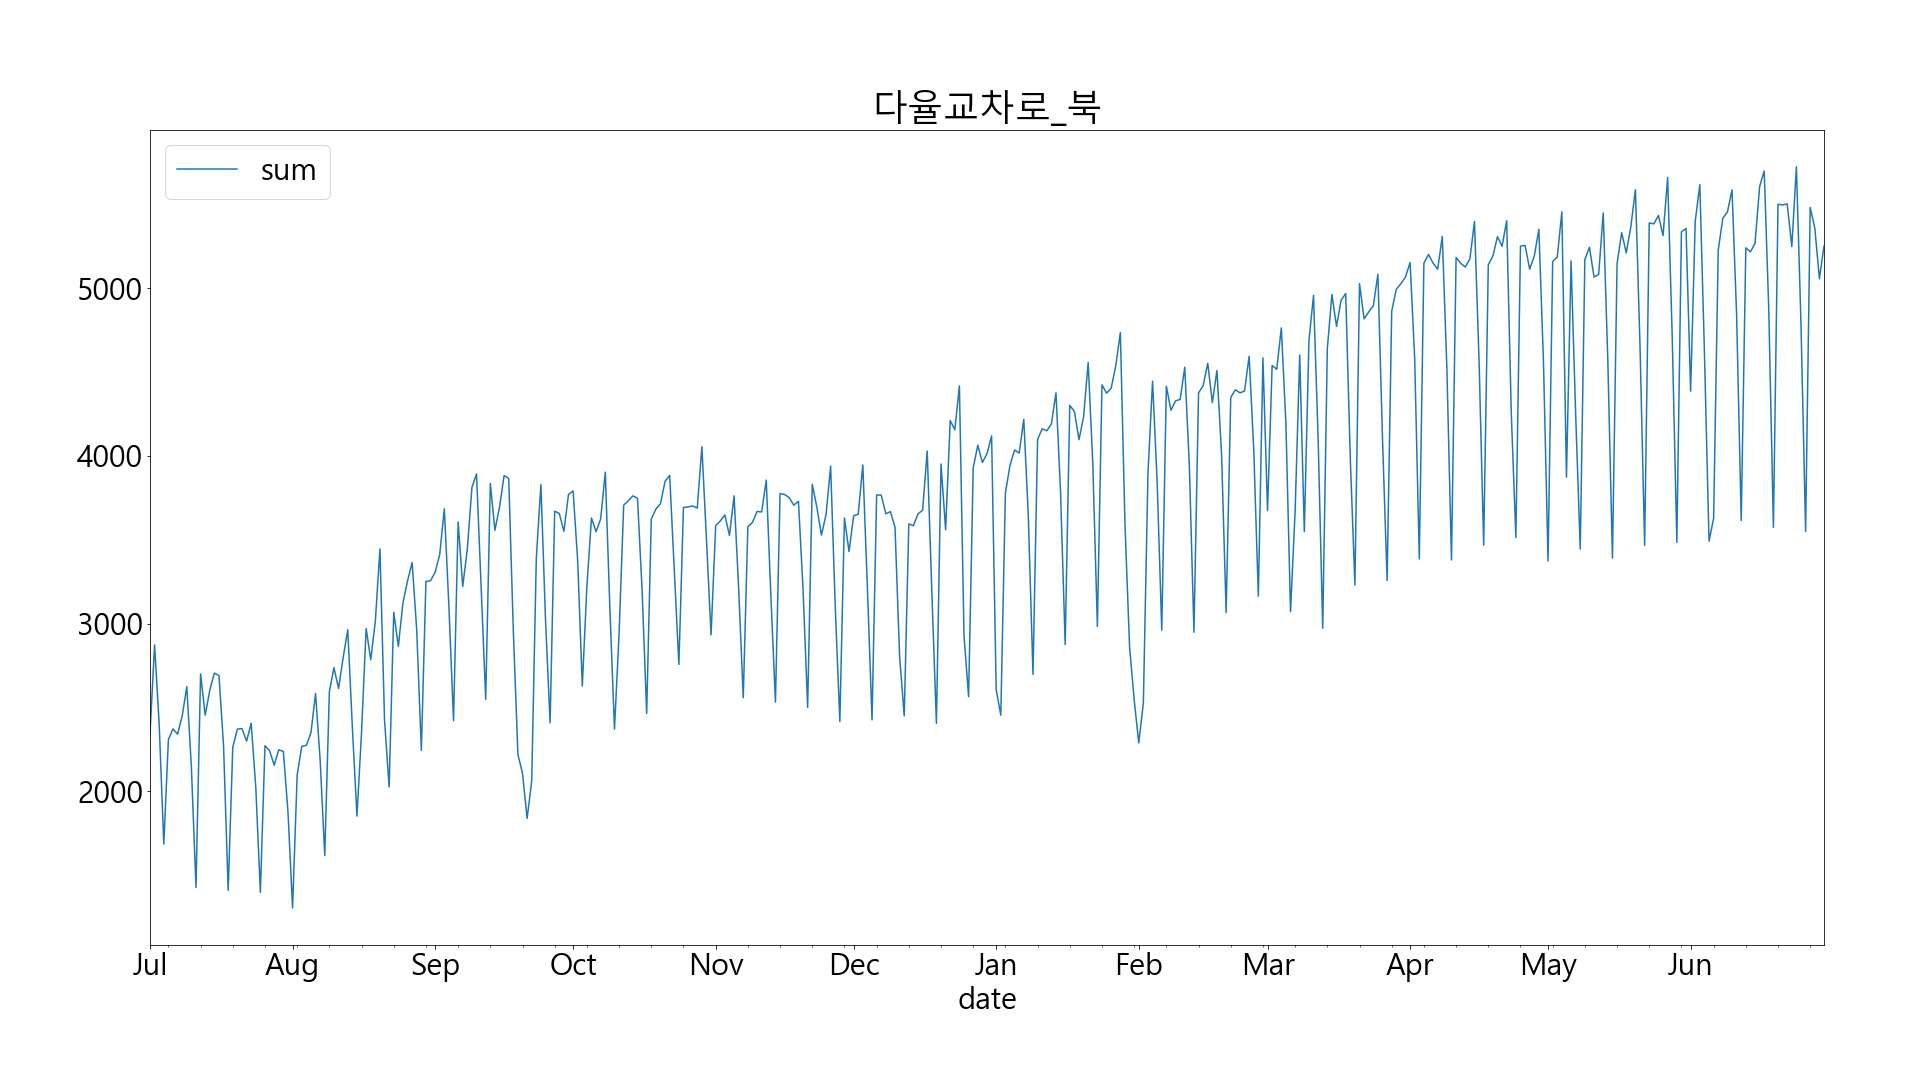 다율교차로_북
sum
5000
4000
3000
2000
Jul Aug Sep Oct Nov Dec Jan Feb Mar Apr May Jun
date